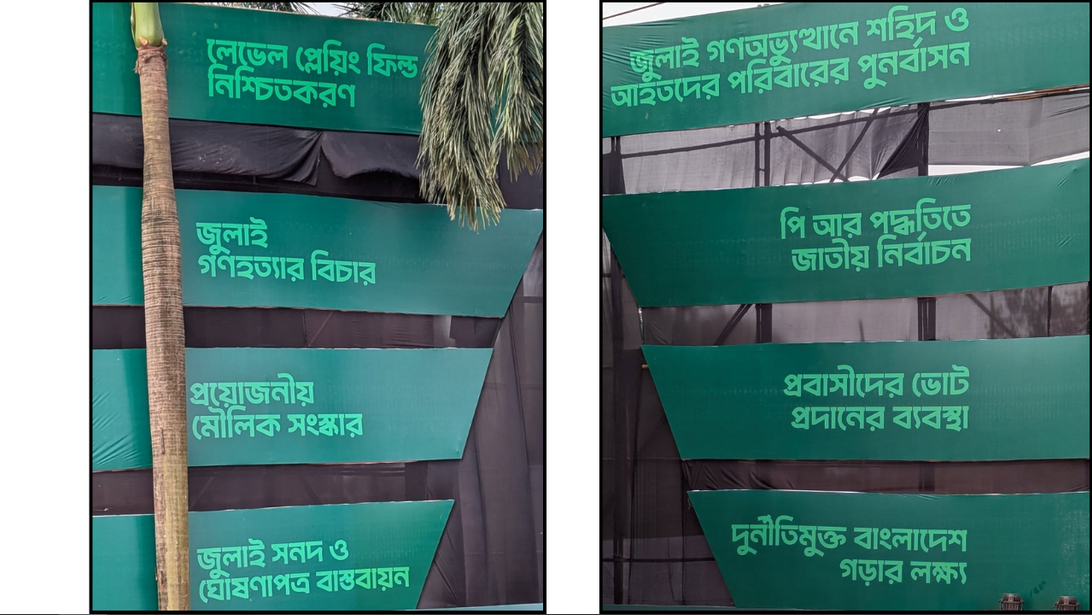 লেভেল প্লেয়িং ফিল্ড
নিশ্চিতকরণ
জুলাই
গণহত্যার বিচার
প্রয়োজনীয়
মৌলিক সংস্কার
জুলাই সনদ ও
ঘোষণাপত্র বাস্তবায়ন
জুলাই গণঅভ্যুত্থানে শহিদ ও
আহতদের পরিবারের পুনর্বাসন
পি আর পদ্ধতিতে
জাতীয় নির্বাচন
প্রবাসীদের ভোট
প্রদানের ব্যবস্থা
দুর্নীতিমুক্ত বাংলাদেশ
গড়ার লক্ষ্য